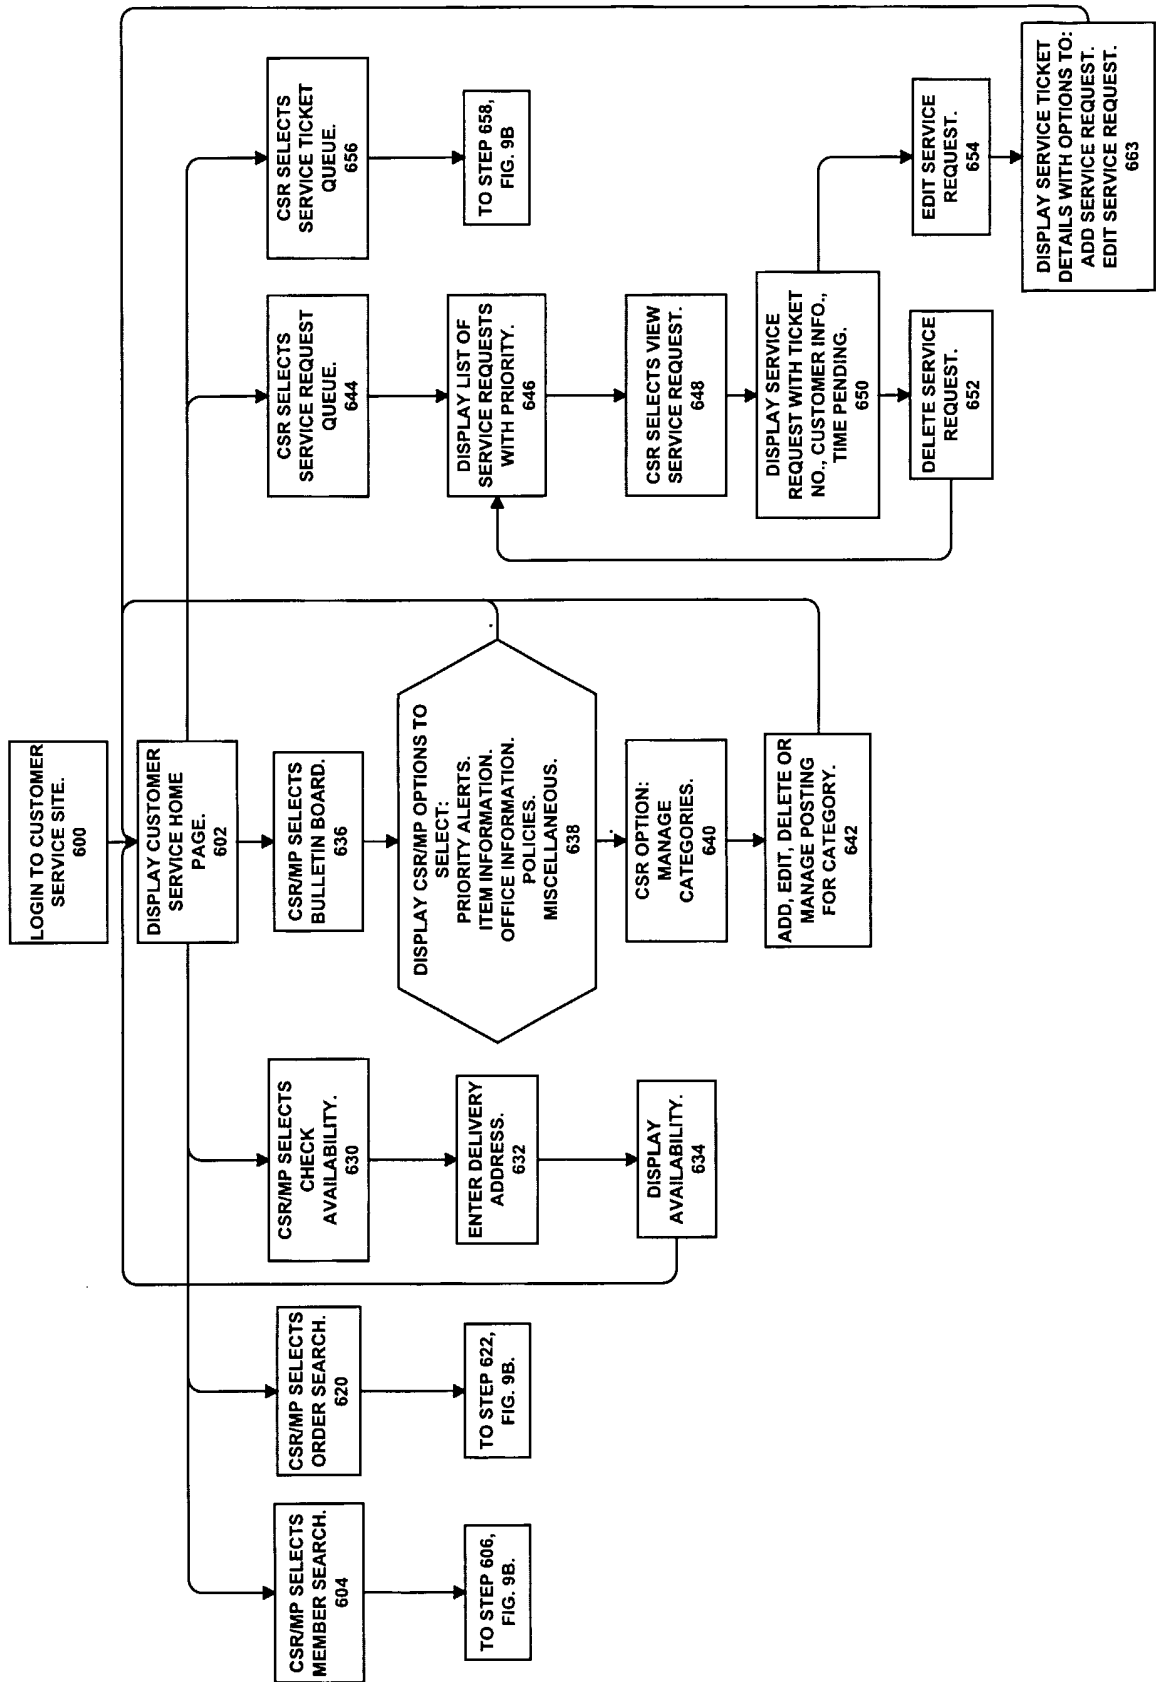 LOGIN TO CUSTOMER
SERVICE SITE.
600
DISPLAY CUSTOMER
SERVICE HOME
PAGE.
602
CSR/MP SELECTS
MEMBER SEARCH.
604
TO STEP 606,
FIG. 9B.
CSR/MP SELECTS
ORDER SEARCH.
620
TO STEP 622,
FIG. 9B.
CSR/MP SELECTS
CHECK
AVAILABILITY.
630
ENTER DELIVERY
ADDRESS.
632
DISPLAY
AVAILABILITY.
634
CSR/MP SELECTS
BULLETIN BOARD.
636
DISPLAY CSR/MP OPTIONS TO
SELECT:
PRIORITY ALERTS.
ITEM INFORMATION.
OFFICE INFORMATION.
POLICIES.
MISCELLANEOUS.
638
CSR OPTION:
MANAGE
CATEGORIES.
640
ADD, EDIT, DELETE OR
MANAGE POSTING
FOR CATEGORY.
642
CSR SELECTS
SERVICE REQUEST
QUEUE.
644
DISPLAY LIST OF
SERVICE REQUESTS
WITH PRIORITY.
646
CSR SELECTS VIEW
SERVICE REQUEST.
648
DISPLAY SERVICE
REQUEST WITH TICKET
NO., CUSTOMER INFO.,
TIME PENDING.
650
DELETE SERVICE
REQUEST.
652
EDIT SERVICE
REQUEST.
654
DISPLAY SERVICE TICKET
DETAILS WITH OPTIONS TO:
ADD SERVICE REQUEST.
EDIT SERVICE REQUEST.
663
CSR SELECTS
SERVICE TICKET
QUEUE.
656
TO STEP 658,
FIG. 9B